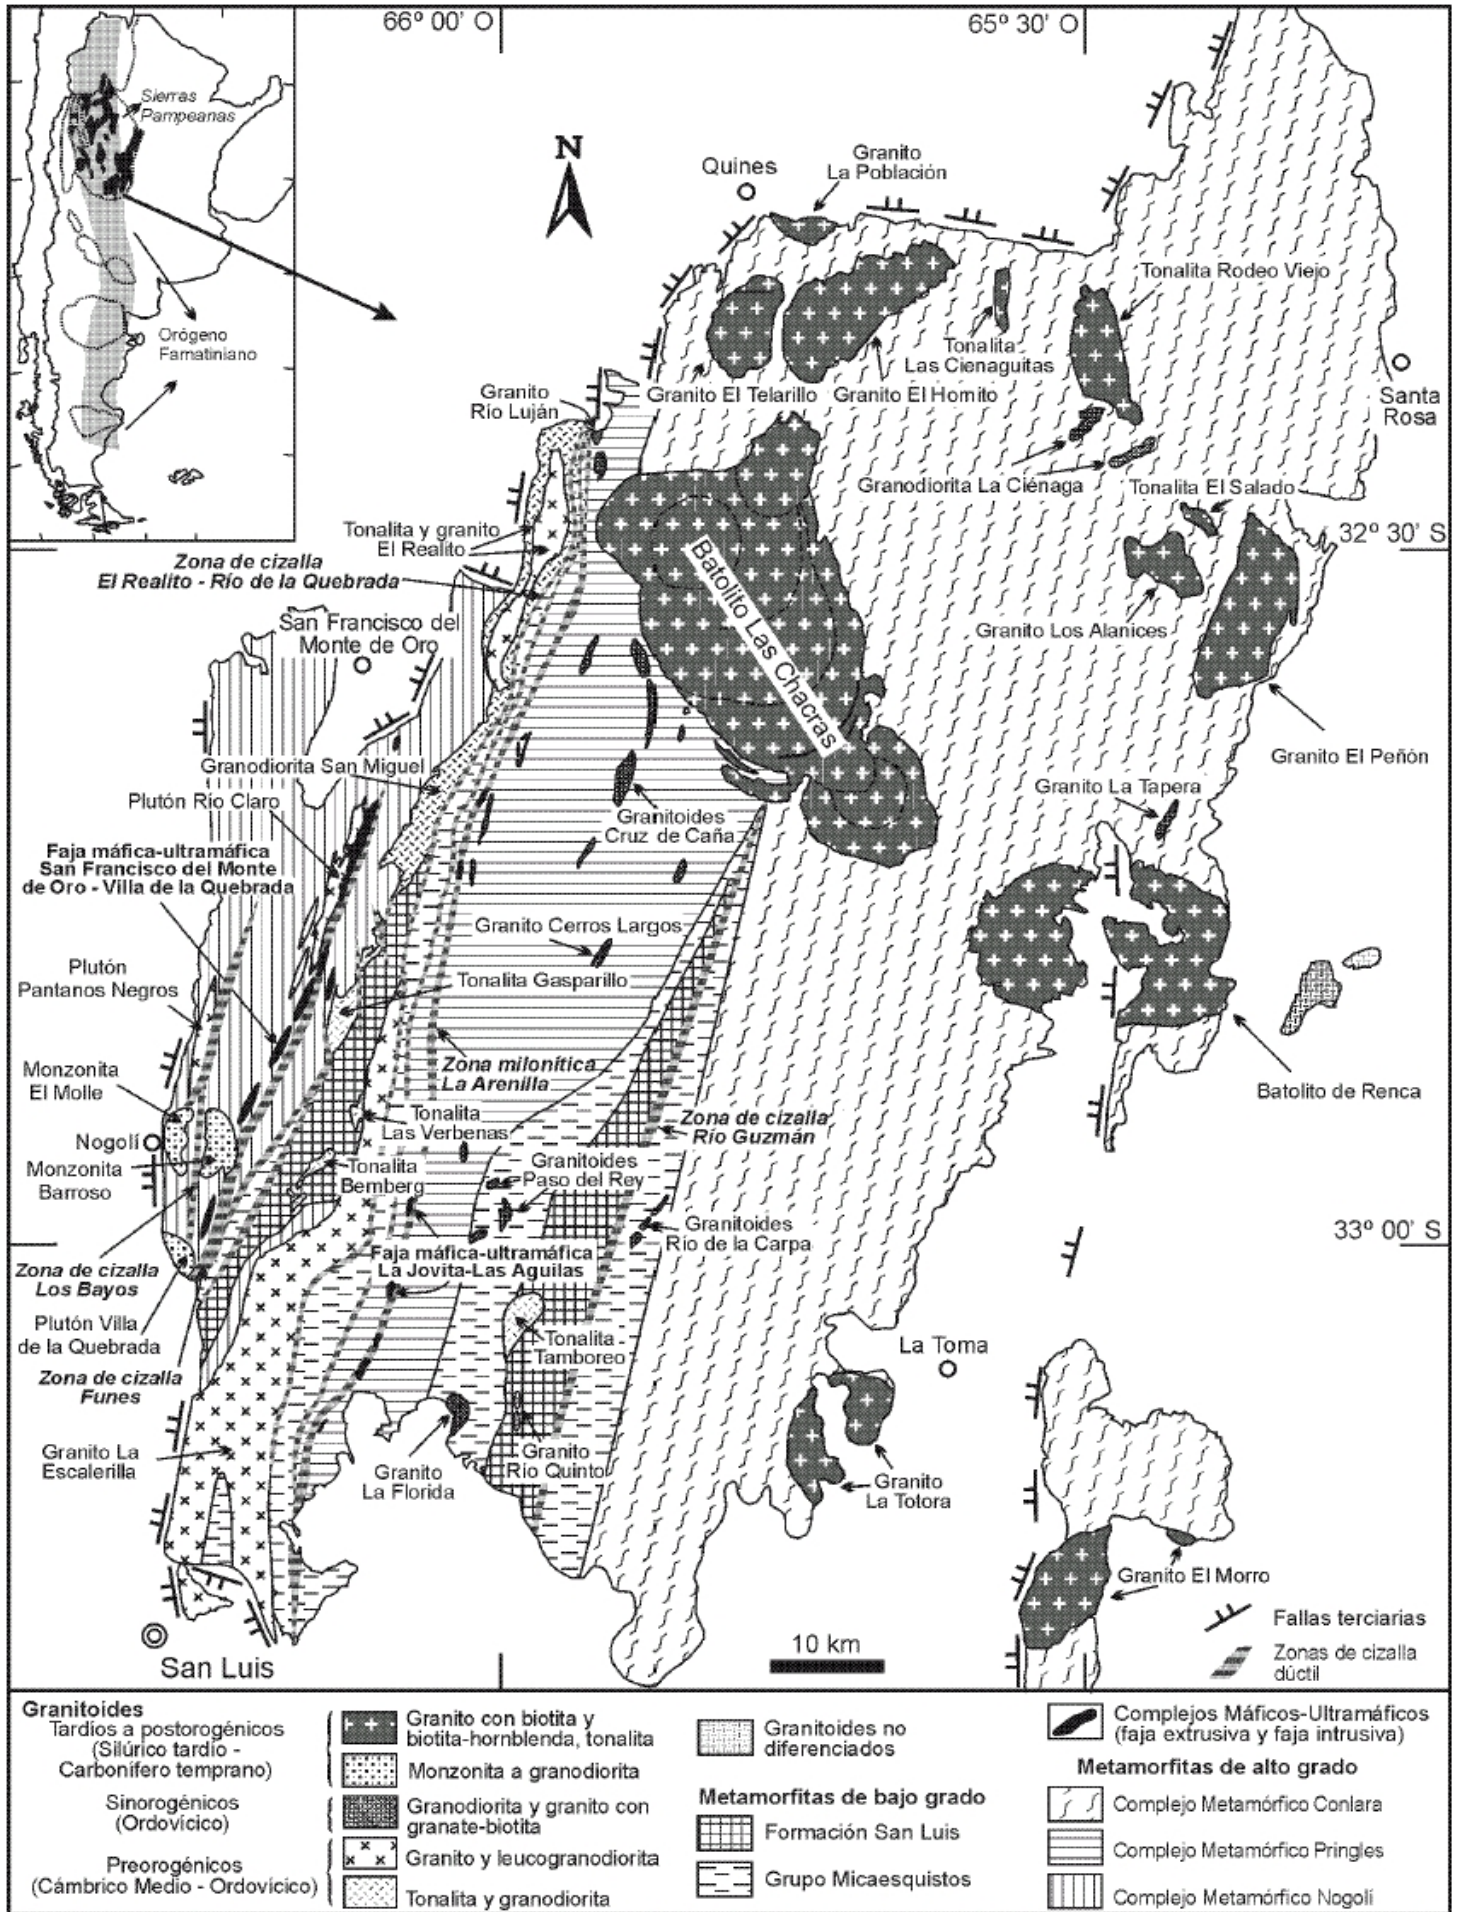 66º 00' O
65º 30' O
Sierras
Pampeanas
Orógeno
Famatiniano
N
Quines
Granito
La Población
Tonalita Rodeo Viejo
Tonalita
Las Cienaguitas
Granito El Telarillo
Granito El Hornito
Santa
Rosa
Granito
Río Luján
Granodiorita La Ciénaga
Tonalita El Salado
32º 30' S
Tonalita y granito
El Realito
Zona de cizalla
El Realito - Río de la Quebrada
Batolito Las Chacras
San Francisco del
Monte de Oro
Granito Los Alanices
Granito El Peñón
Granodiorita San Miguel
Plutón Río Claro
Granito La Tapera
Granitoides
Cruz de Caña
Faja máfica-ultramáfica
San Francisco del Monte
de Oro - Villa de la Quebrada
Granito Cerros Largos
Plutón
Pantanos Negros
Tonalita Gasparillo
Monzonita
El Molle
Zona milonítica
La Arenilla
Batolito de Renca
Tonalita
Las Verbenas
Zona de cizalla
Río Guzmán
Nogolí
Monzonita
Barroso
Tonalita
Bemberg
Granitoides
Paso del Rey
Granitoides
Río de la Carpa
33º 00' S
Faja máfica-ultramáfica
La Jovita-Las Aguilas
Zona de cizalla
Los Bayos
Plutón Villa
de la Quebrada
Tonalita
Tamboreo
La Toma
Zona de cizalla
Funes
Granito La
Escalerilla
Granito
La Florida
Granito
Río Quinto
Granito
La Totora
Granito El Morro
San Luis
10 km
Fallas terciarias
Zonas de cizalla
dúctil
Granitoides
Tardíos a postorogénicos
(Silúrico tardío -
Carbonífero temprano)
Sinorogénicos
(Ordovícico)
Preorogénicos
(Cámbrico Medio - Ordovícico)
Granito con biotita y
biotita-hornblenda, tonalita
Monzonita a granodiorita
Granodiorita y granito con
granate-biotita
Granito y leucogranodiorita
Tonalita y granodiorita
Granitoides no
diferenciados
Metamorfitas de bajo grado
Formación San Luis
Grupo Micaesquistos
Complejos Máficos-Ultramáficos
(faja extrusiva y faja intrusiva)
Metamorfitas de alto grado
Complejo Metamórfico Conlara
Complejo Metamórfico Pringles
Complejo Metamórfico Nogolí